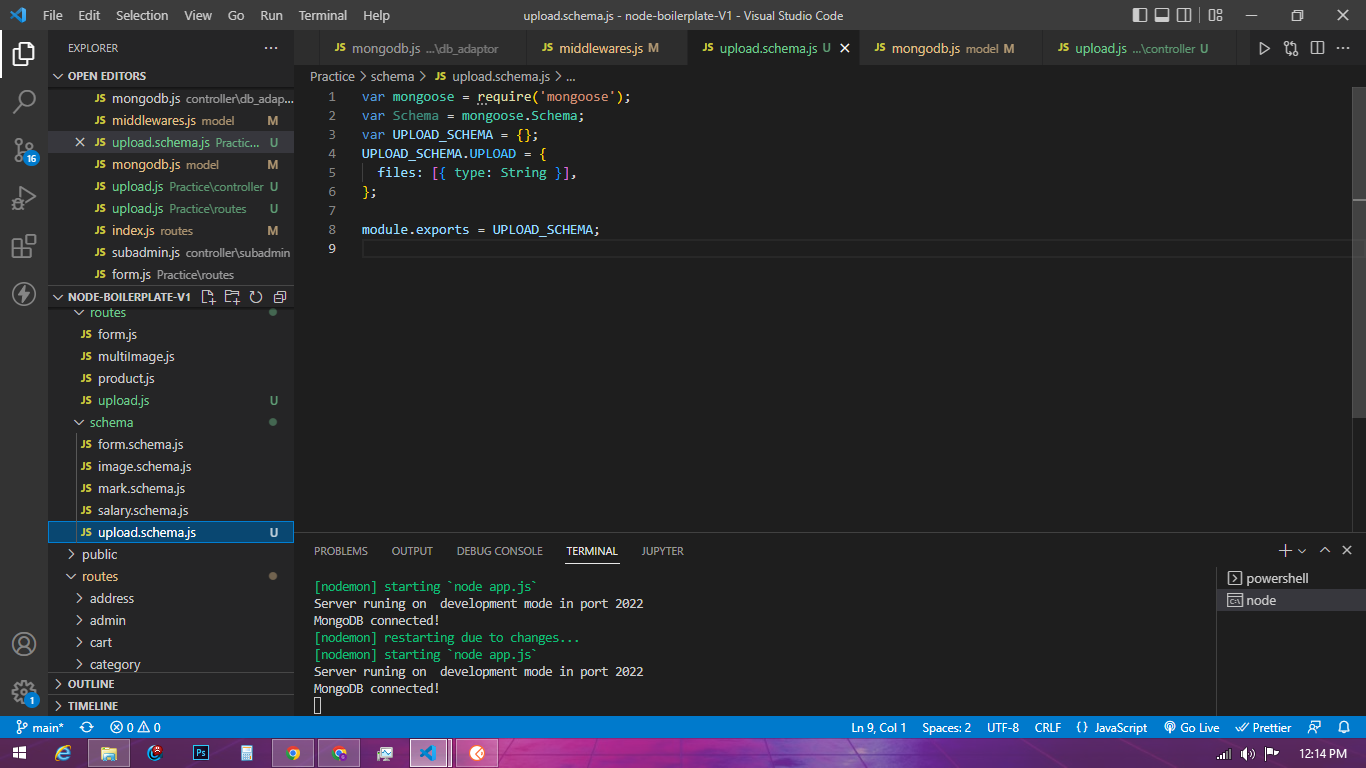 File Edit Selection View Go Run Terminal Help upload.schema.js - node-boilerplate-V1 - Visual Studio Code
EXPLORER
JS mongodb.js ...\db_adaptor JS middlewares.js M JS upload.schema.js U JS mongodb.js model M JS upload.js ...\controller U
OPEN EDITORS
JS mongodb.js controller\db_adap...
JS middlewares.js model M
JS upload.schema.js Practic... U
JS mongodb.js model M
JS upload.js Practice\controller U
JS upload.js Practice\routes U
JS index.js routes M
JS subadmin.js controller\subadmin
JS form.js Practice\routes
NODE-BOILERPLATE-V1
routes
JS form.js
JS multiImage.js
JS product.js
JS upload.js U
schema
JS form.schema.js
JS image.schema.js
JS mark.schema.js
JS salary.schema.js
JS upload.schema.js U
public
routes
address
admin
cart
category
OUTLINE
TIMELINE
16
1
Practice > schema > JS upload.schema.js > ...
1 var mongoose = require('mongoose');
2 var Schema = mongoose.Schema;
3 var UPLOAD_SCHEMA = {};
4 UPLOAD_SCHEMA.UPLOAD = {
5 files: [{ type: String }],
6 };
7
8 module.exports = UPLOAD_SCHEMA;
9
PROBLEMS OUTPUT DEBUG CONSOLE TERMINAL JUPYTER
[nodemon] starting `node app.js`
Server runing on  development mode in port 2022
MongoDB connected!
[nodemon] restarting due to changes...
[nodemon] starting `node app.js`
Server runing on  development mode in port 2022
MongoDB connected!
powershell
node
main* 0 0 Ln 9, Col 1 Spaces: 2 UTF-8 CRLF {} JavaScript Go Live Prettier
Ps
12:14 PM